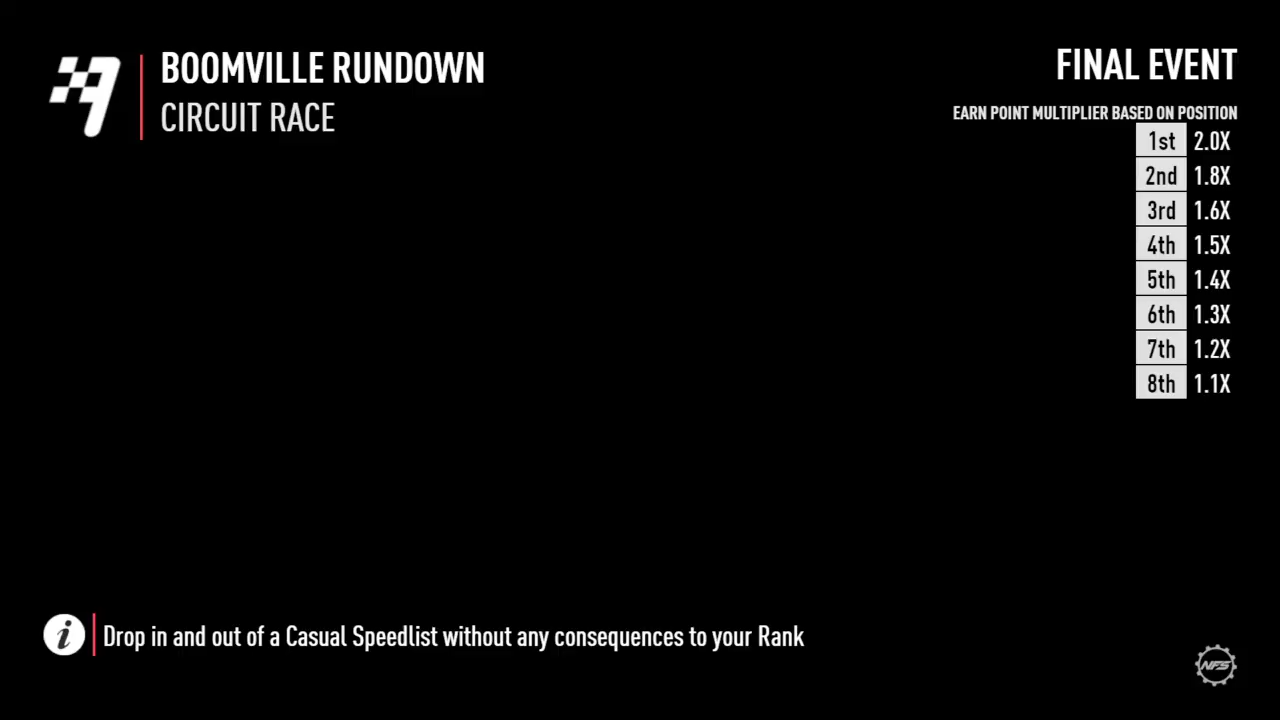 BOOMVILLE RUNDOWN
CIRCUIT RACE
FINAL EVENT
EARN POINT MULTIPLIER BASED ON POSITION
1st 2.0X
2nd 1.8X
3rd 1.6X
4th 1.5X
5th 1.4X
6th 1.3X
7th 1.2X
8th 1.1X
i Drop in and out of a Casual Speedlist without any consequences to your Rank
NFS